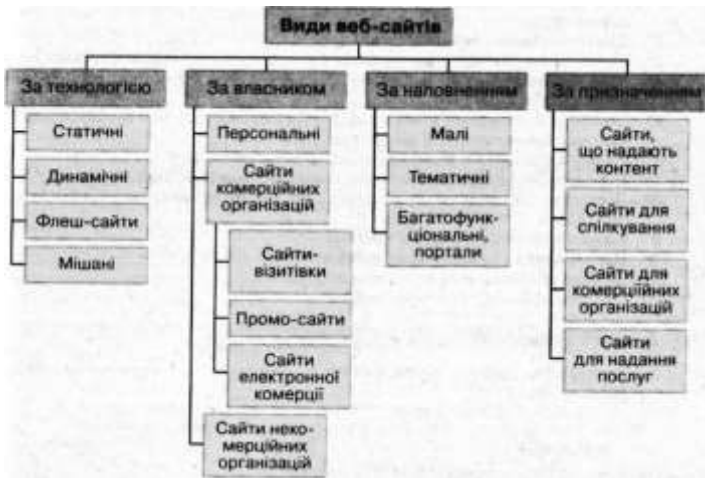 Види веб-сайтів
За технологією
Статичні
Динамічні
Флеш-сайти
Мішані
За власником
Персональні
Сайти
комерційних
організацій
Сайти-
візитівки
Промо-сайти
Сайти
електронної
комерції
Сайти неко-
мерційних
організацій
За наповненням
Малі
Тематичні
Багатофунк-
ціональні,
портали
За призначенням
Сайти,
що надають
контент
Сайти для
спілкування
Сайти для
комерційних
організацій
Сайти
для надання
послуг